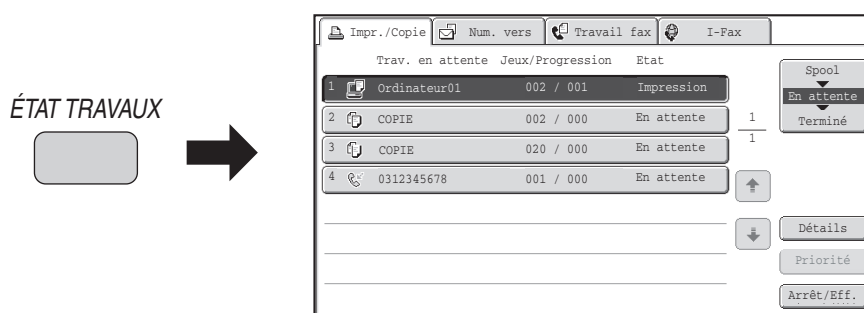 ÉTAT TRAVAUX
Impr./Copie Num. vers Travail fax I-Fax
Trav. en attente Jeux/Progression Etat
1 Ordinateur01 002 / 001 Impression
2 COPIE 002 / 000 En attente
3 COPIE 020 / 000 En attente
4 0312345678 001 / 000 En attente
1
1
Spool
En attente
Terminé
Détails
Priorité
Arrêt/Eff.